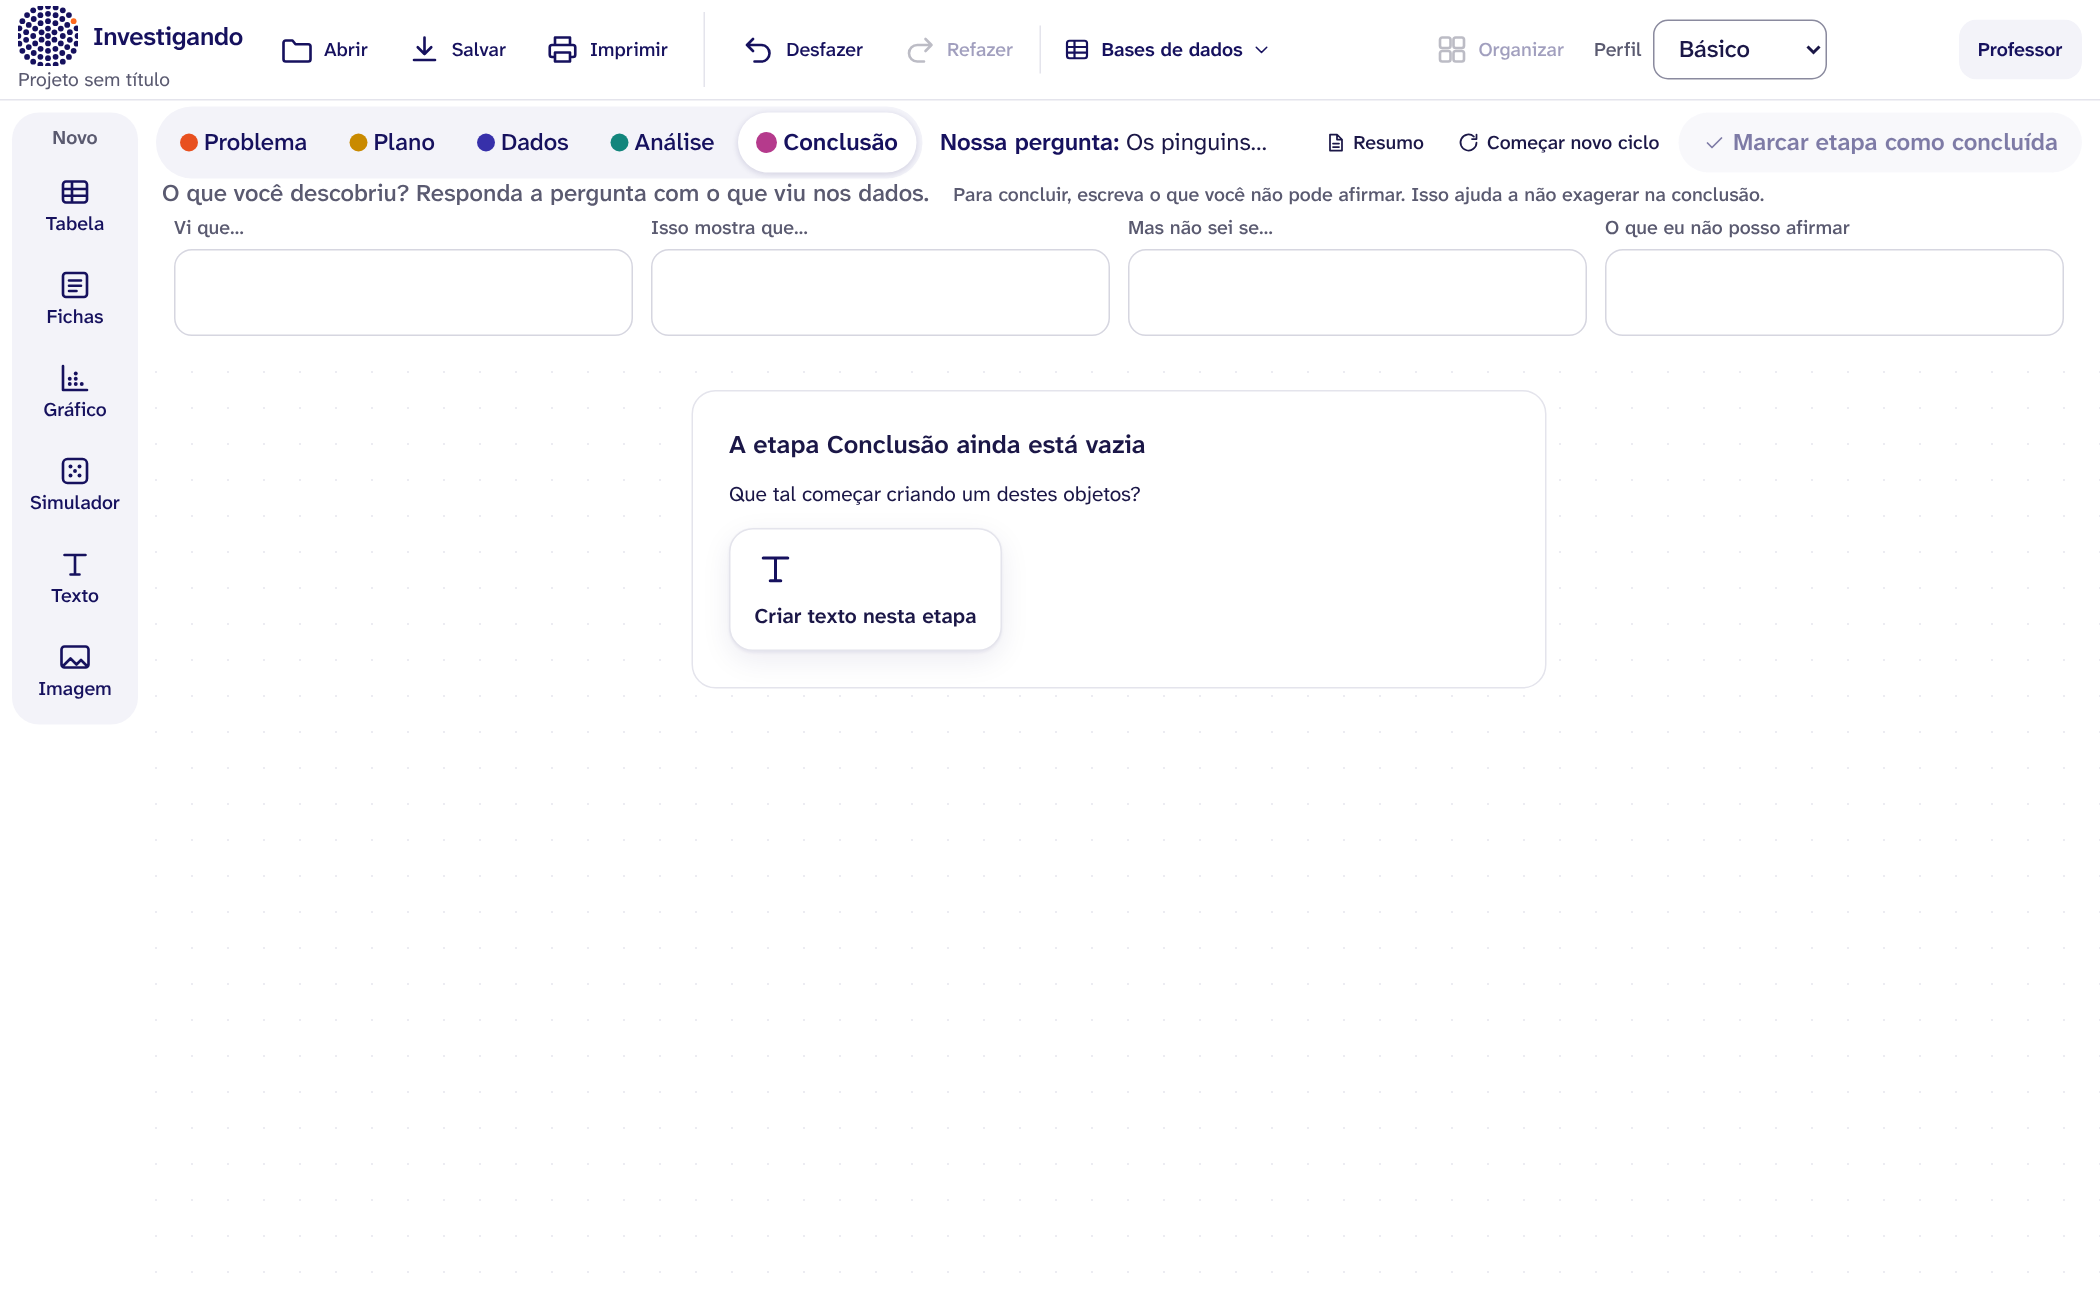 Investigando
Projeto sem título
Abrir
Salvar
Imprimir
Desfazer
Refazer
Bases de dados
Organizar
Perfil
Básico
Professor
Novo
Tabela
Fichas
Gráfico
Simulador
Texto
Imagem
Problema
Plano
Dados
Análise
Conclusão
Nossa pergunta: Os pinguins...
Resumo
Começar novo ciclo
Marcar etapa como concluída
O que você descobriu? Responda a pergunta com o que viu nos dados.
Para concluir, escreva o que você não pode afirmar. Isso ajuda a não exagerar na conclusão.
Vi que...
Isso mostra que...
Mas não sei se...
O que eu não posso afirmar
A etapa Conclusão ainda está vazia
Que tal começar criando um destes objetos?
Criar texto nesta etapa